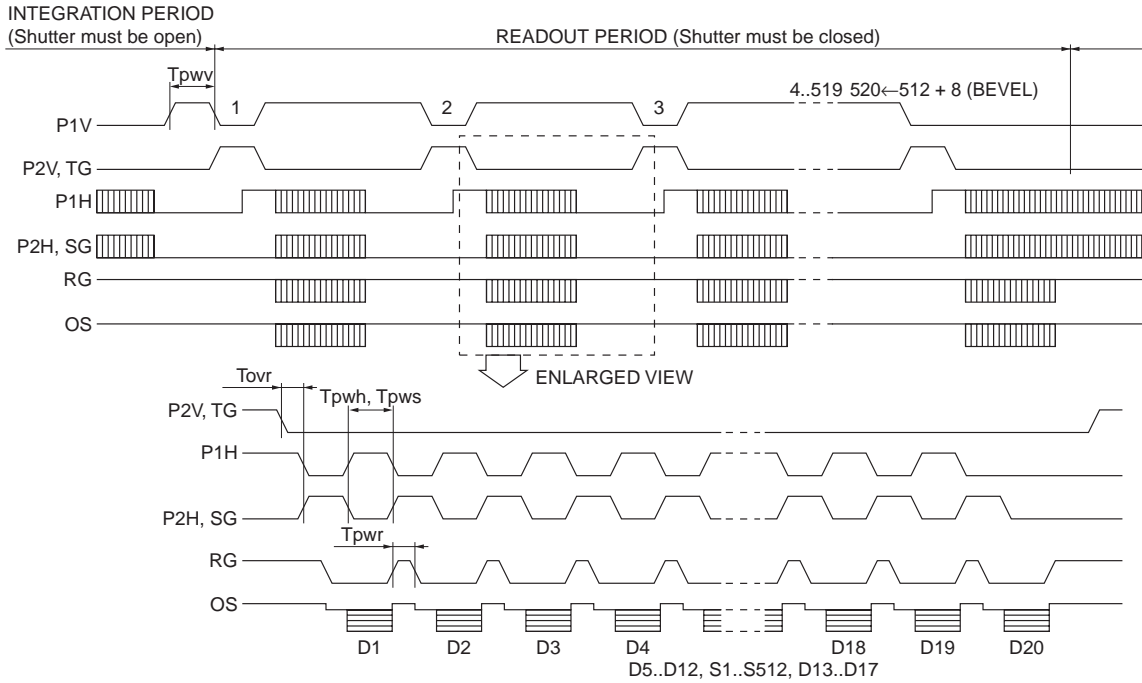 INTEGRATION PERIOD
(Shutter must be open)
READOUT PERIOD (Shutter must be closed)
Tpwv
4..519 520←512 + 8 (BEVEL)
1
2
3
P1V
P2V, TG
P1H
P2H, SG
RG
OS
ENLARGED VIEW
Tovr
Tpwh, Tpws
P2V, TG
P1H
P2H, SG
Tpwr
RG
OS
D1
D2
D3
D4
D18
D19
D20
D5..D12, S1..S512, D13..D17